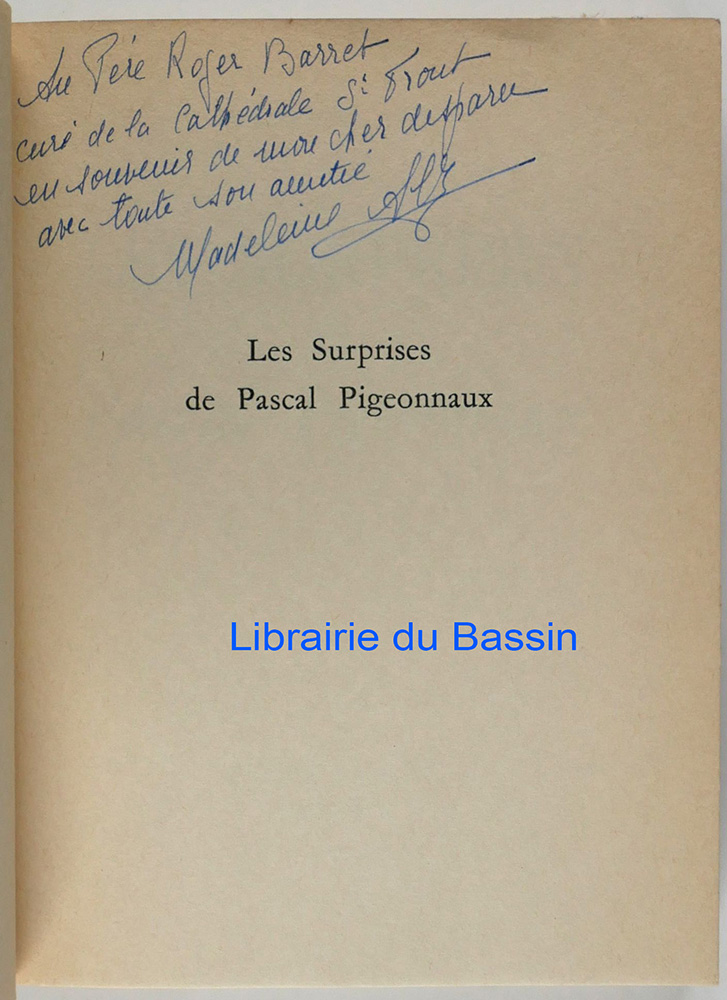 Au Père Roger Barret
curé de la Cathédrale St Front
en souvenir de mon cher disparu
avec toute son amitié
Madeleine
Les Surprises
de Pascal Pigeonnaux
Librairie du Bassin